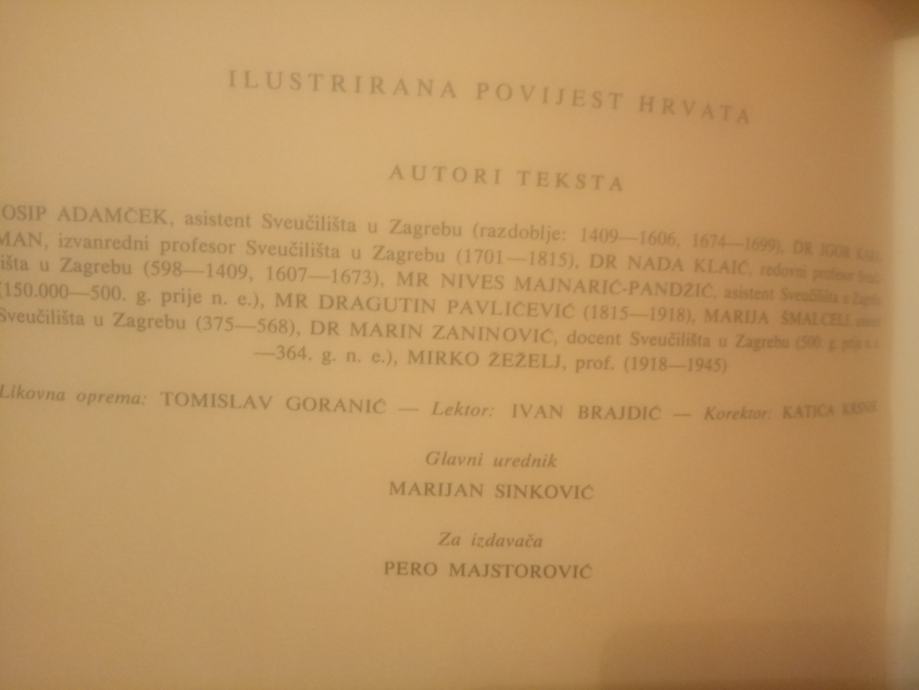 ILUSTRIRANA POVIJEST HRVATA
AUTORI TEKSTA
OSIP ADAMČEK, asistent Sveučilišta u Zagrebu (razdoblje: 1409—1606, 1674—1699), DR IGOR
MAN, izvanredni profesor Sveučilišta u Zagrebu (1701—1815), DR NADA KLAIĆ, redovni profesor
išta u Zagrebu (598—1409, 1607—1673), MR NIVES MAJNARIĆ-PANDŽIĆ, asistent Sveučilišta u
(150.000—500. g. prije n. e.), MR DRAGUTIN PAVLIČEVIĆ (1815—1918), MARIJA
Sveučilišta u Zagrebu (375—568), DR MARIN ZANINOVIĆ, docent Sveučilišta u Zagrebu (500. g. prije n. e.
—364. g. n. e.), MIRKO ŽEŽELJ, prof. (1918—1945)
Likovna oprema: TOMISLAV GORANIĆ — Lektor: IVAN BRAJDIĆ — Korektor: KATICA
Glavni urednik
MARIJAN SINKOVIĆ
Za izdavača
PERO MAJSTOROVIĆ